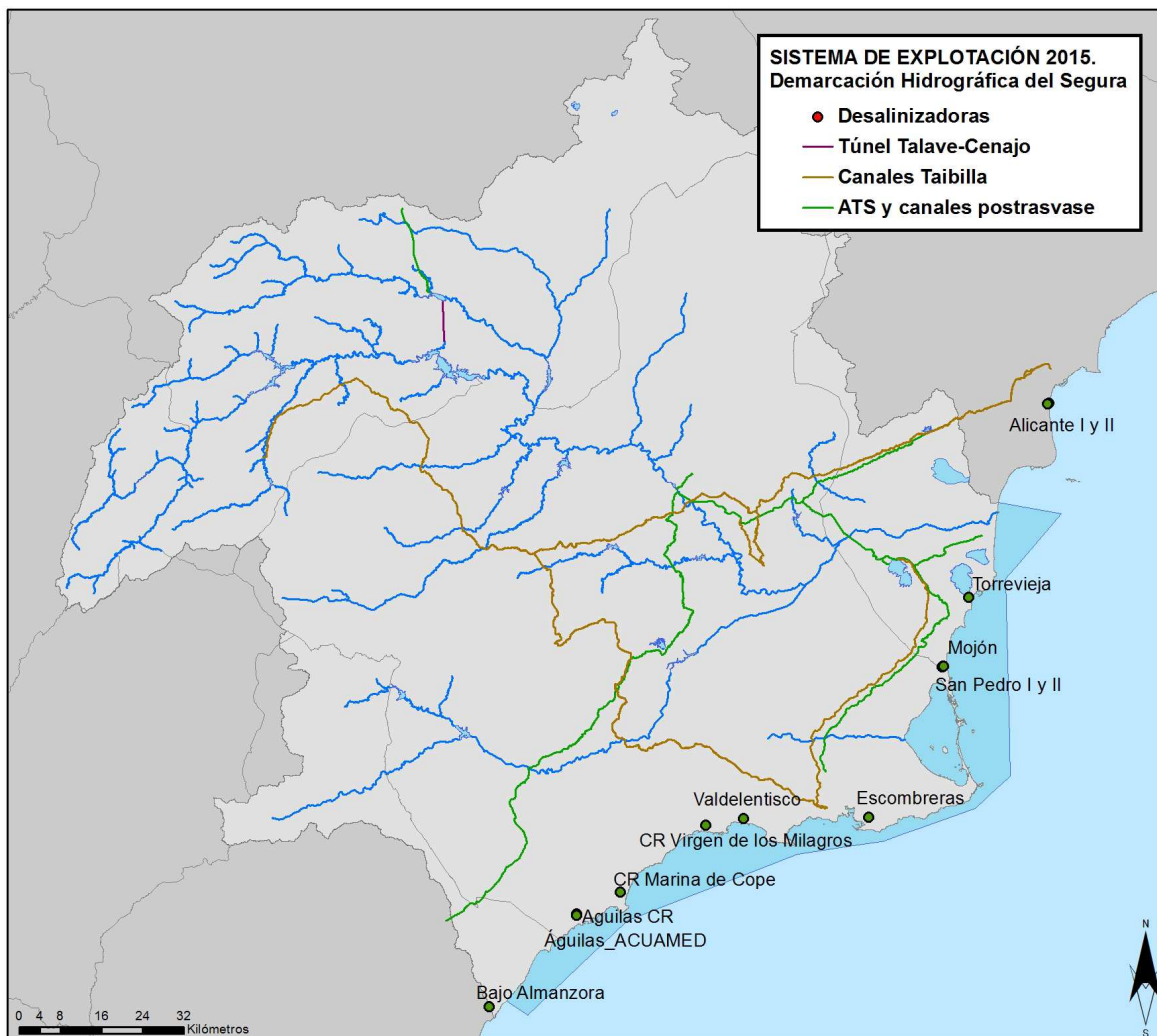 SISTEMA DE EXPLOTACIÓN 2015.
Demarcación Hidrográfica del Segura
Desalinizadoras
Túnel Talave-Cenajo
Canales Taibilla
ATS y canales postrasvase
Alicante I y II
Torrevieja
Mojón
San Pedro I y II
Valdelentisco
Escombreras
CR Virgen de los Milagros
CR Marina de Cope
Aguilas CR
Águilas_ACUAMED
Bajo Almanzora
N
S
0 4 8 16 24 32
Kilómetros